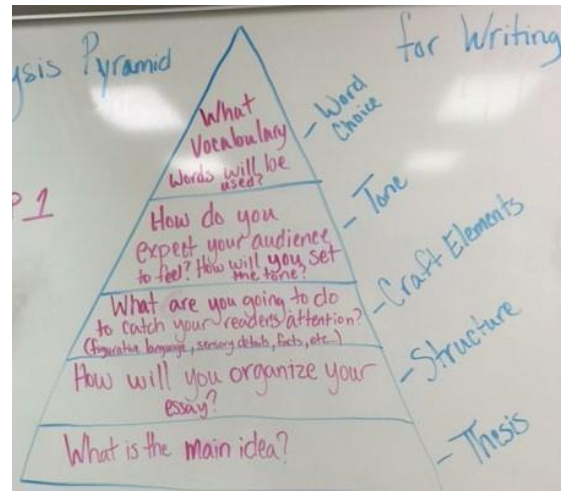 ysis Pyramid for Writing
What
Vocabulary
Words will be
used?
- Word
Choice
P 1
How do you
expect your audience
to feel? How will you set
the tone?
- Tone
What are you going to do
to catch your readers attention?
(figurative language, sensory details, facts, etc...)
- Craft Elements
How will you organize your
essay?
- Structure
What is the main idea?
- Thesis